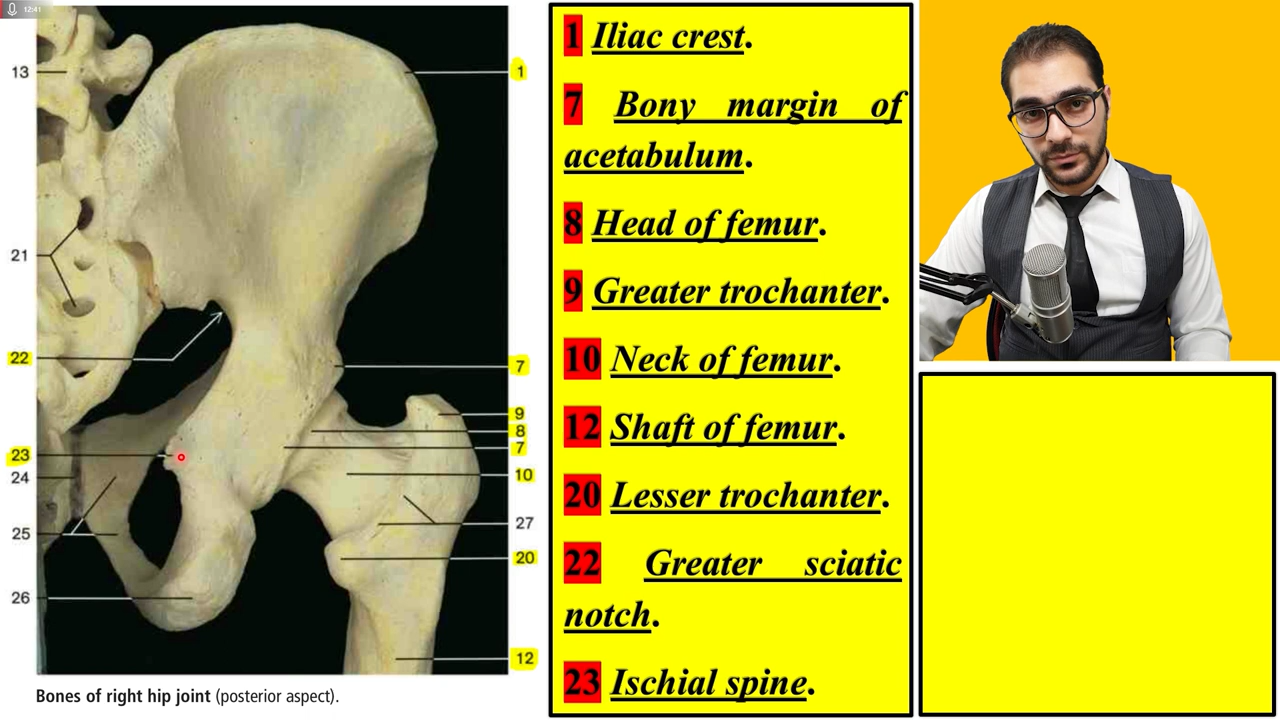 12:41
13
1
21
22
7
9
8
23
7
24
10
27
25
20
26
12
Bones of right hip joint (posterior aspect).
1 Iliac crest.
7 Bony margin of
acetabulum.
8 Head of femur.
9 Greater trochanter.
10 Neck of femur.
12 Shaft of femur.
20 Lesser trochanter.
22 Greater sciatic
notch.
23 Ischial spine.